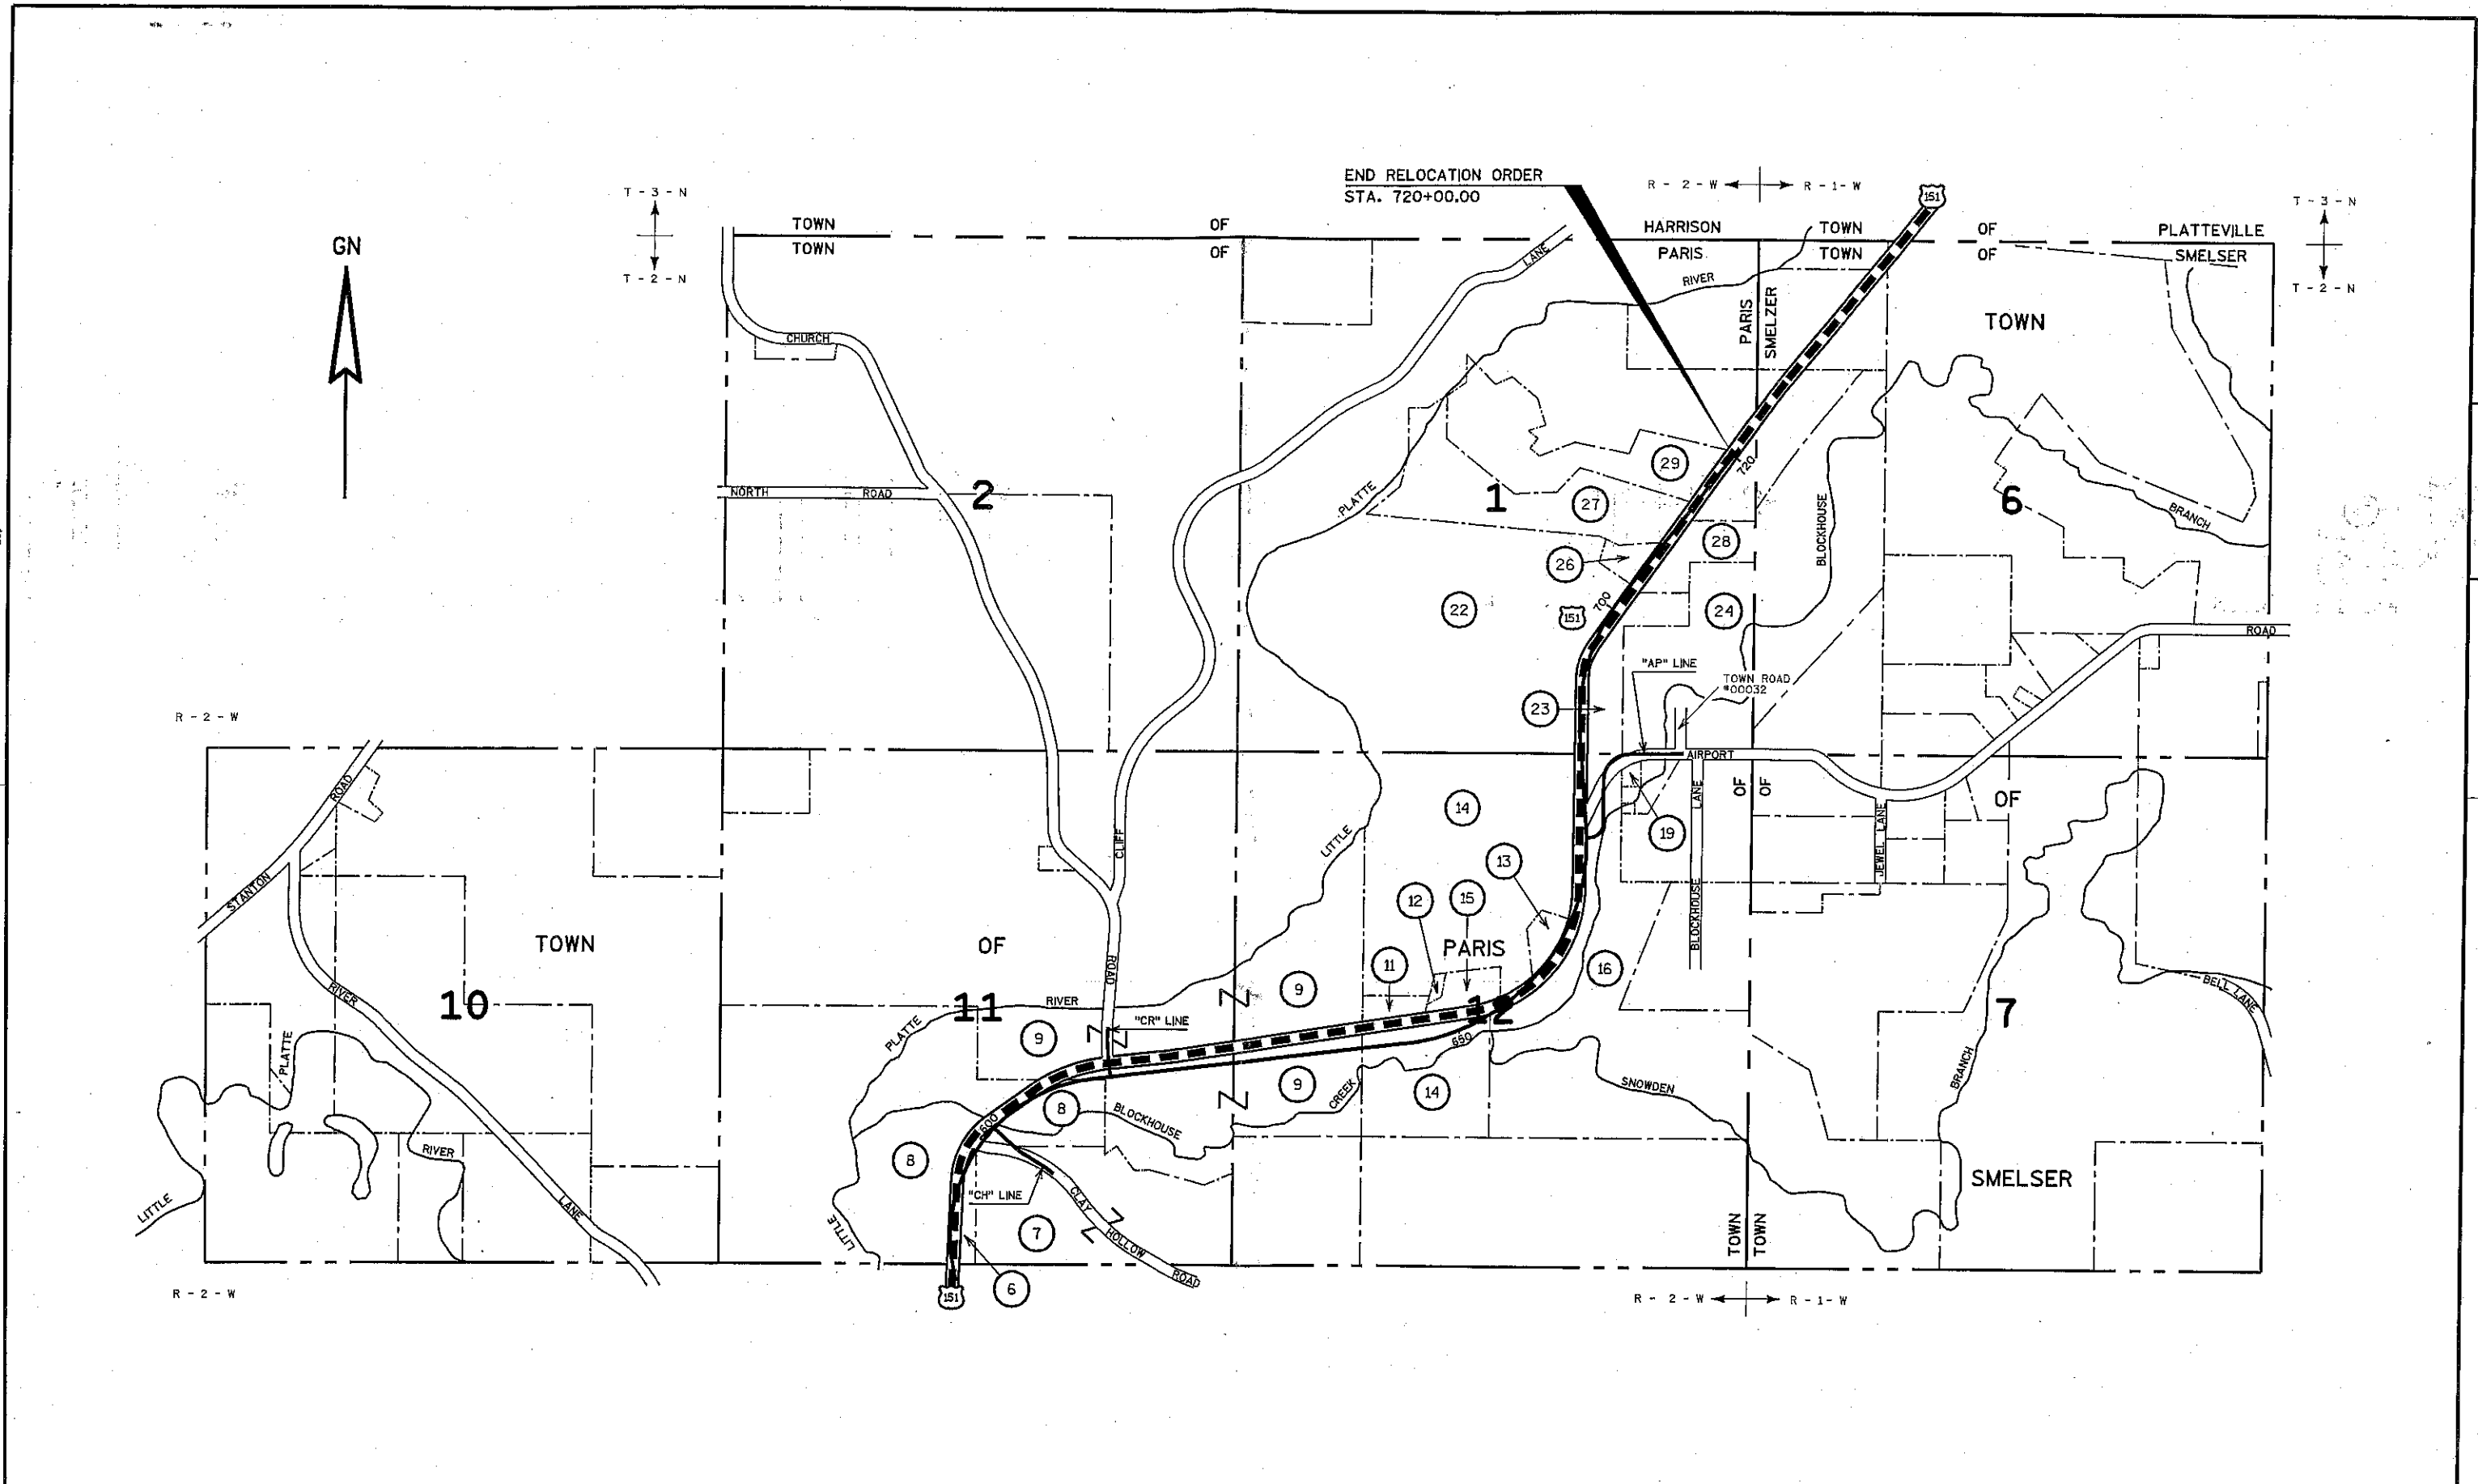 END RELOCATION ORDER
STA. 720+00.00
R - 2 - W
R - 1 - W
151
T - 3 - N
T - 2 - N
T - 3 - N
T - 2 - N
GN
TOWN OF HARRISON
TOWN OF PARIS
TOWN OF PLATTEVILLE
TOWN OF SMELSER
LANE
RIVER
PARIS
SMELZER
TOWN
CHURCH
29
720
NORTH ROAD
2
PLATTE
27
1
6
BLOCKHOUSE
BRANCH
28
26
22
700
151
24
ROAD
"AP" LINE
TOWN ROAD
#00032
23
R - 2 - W
AIRPORT
ROAD
LANE
OF
OF
OF
14
CLIFF
LITTLE
19
JEWEL LANE
13
STANTON
12
15
BLOCKHOUSE
TOWN
OF
PARIS
11
16
ROAD
9
RIVER
10
11
RIVER
12
7
BELL LANE
"CR" LINE
PLATTE
9
650
PLATTE
9
14
SNOWDEN
BRANCH
CREEK
8
BLOCKHOUSE
600
RIVER
8
SMELSER
"CH" LINE
CLAY
LITTLE
LANE
LITTLE
7
HOLLOW
TOWN
TOWN
ROAD
R - 2 - W
151
6
R - 2 - W
R - 1 - W